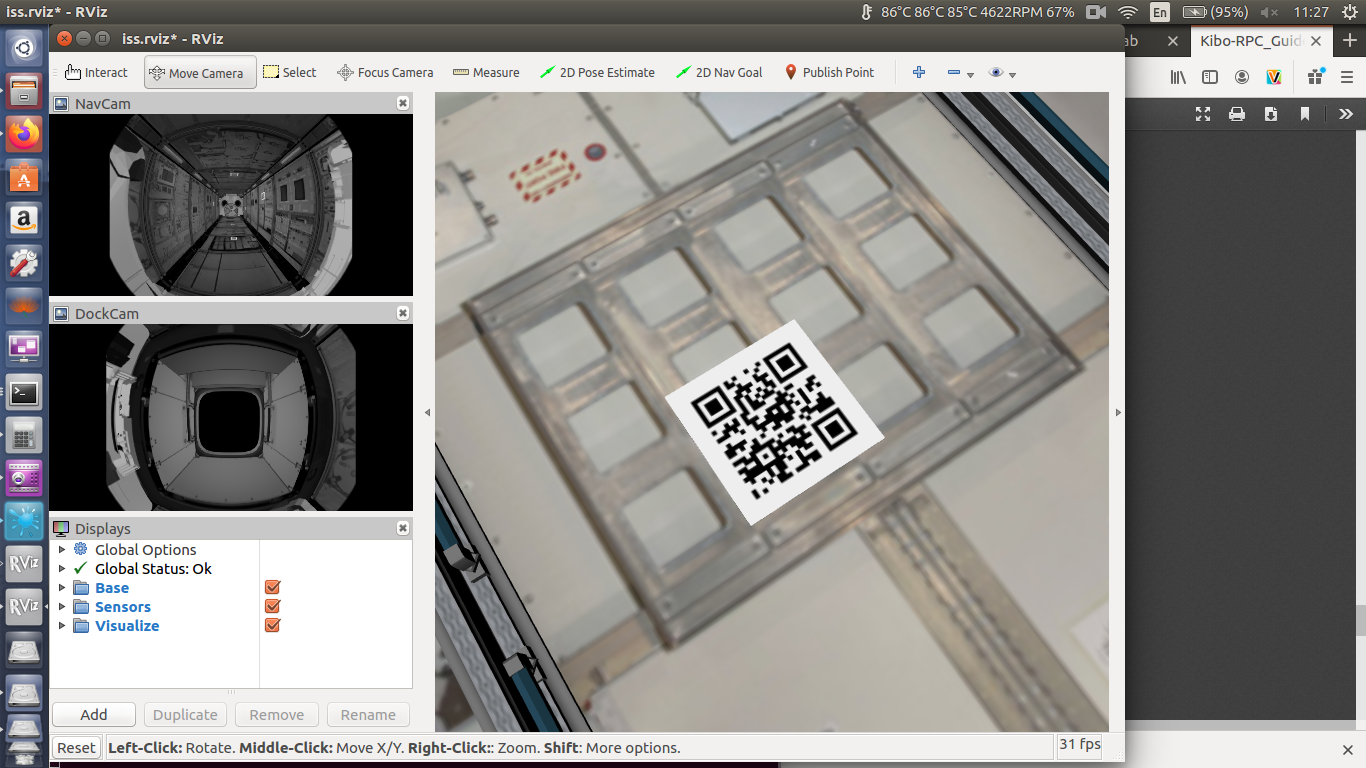 iss.rviz* - RViz
86°C 86°C 85°C 4622RPM 67%
En
(95%)
11:27
iss.rviz* - RViz
ab
Kibo-RPC_Guid
Interact
Move Camera
Select
Focus Camera
Measure
2D Pose Estimate
2D Nav Goal
Publish Point
NavCam
DockCam
Displays
Global Options
Global Status: Ok
Base
Sensors
Visualize
Add
Duplicate
Remove
Rename
Reset
Left-Click: Rotate. Middle-Click: Move X/Y. Right-Click:: Zoom. Shift: More options.
31 fps
RViz
RViz